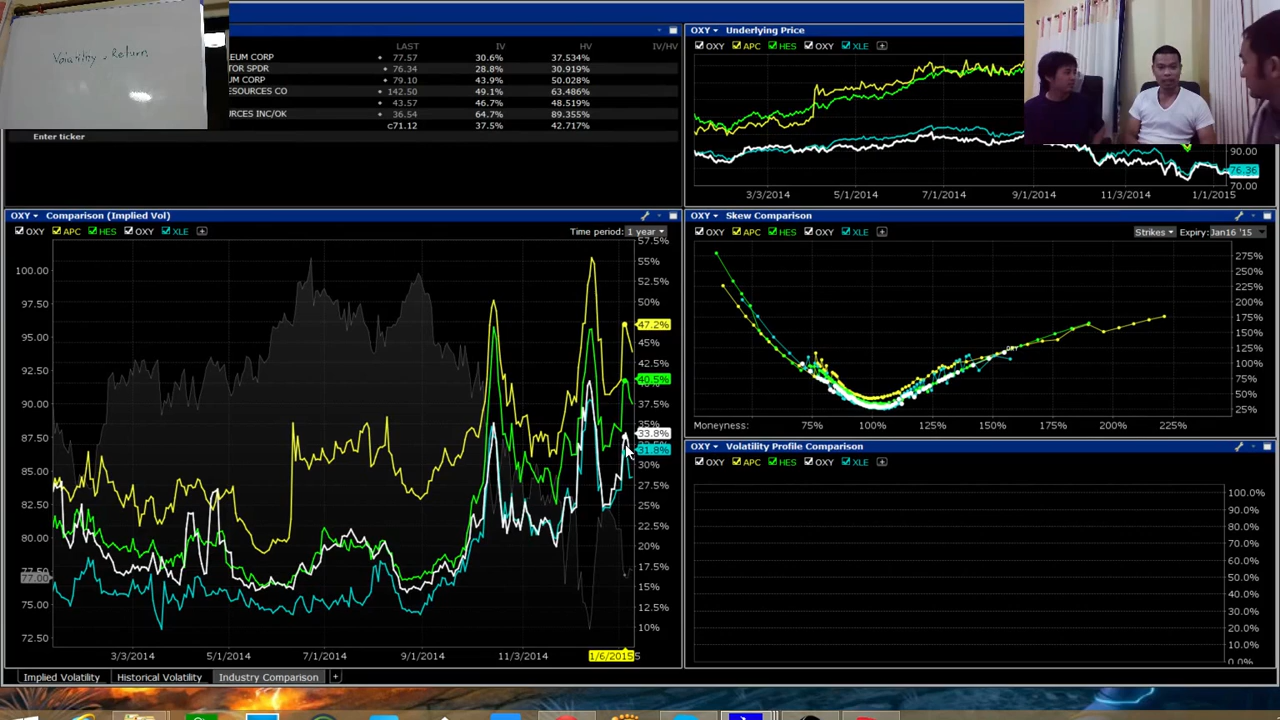 Volatility - Return
LAST IV HV IV/HV
EUM CORP 77.57 30.6% 37.534%
TOR SPDR 76.34 28.8% 30.919%
UM CORP 79.10 43.9% 50.028%
ESOURCES CO 142.50 49.1% 63.486%
43.57 46.7% 48.519%
URCES INC/OK 36.54 64.7% 89.355%
c71.12 37.5% 42.717%
Enter ticker
OXY Underlying Price
OXY APC HES OXY XLE
90.00
76.36
70.00
3/3/2014 5/1/2014 7/1/2014 9/1/2014 11/3/2014 1/1/2015
OXY Comparison (Implied Vol)
OXY APC HES OXY XLE Time period: 1 year
57.5%
100.00 55%
97.50 50%
95.00 47.2%
45%
92.50 42.5%
40.5%
90.00 37.5%
35%
87.50 33.8%
31.8%
85.00 30%
27.5%
82.50 25%
22.5%
80.00 20%
77.50 17.5%
77.00
15%
75.00 12.5%
72.50 10%
3/3/2014 5/1/2014 7/1/2014 9/1/2014 11/3/2014 1/6/2015
OXY Skew Comparison
OXY APC HES OXY XLE Strikes Expiry: Jan16 '15
275%
250%
225%
200%
175%
150%
125%
100%
75%
50%
25%
OXY
Moneyness: 75% 100% 125% 150% 175% 200% 225%
OXY Volatility Profile Comparison
OXY APC HES OXY XLE
100.0%
90.0%
80.0%
70.0%
60.0%
50.0%
40.0%
30.0%
20.0%
10.0%
0.0%
Implied Volatility Historical Volatility Industry Comparison